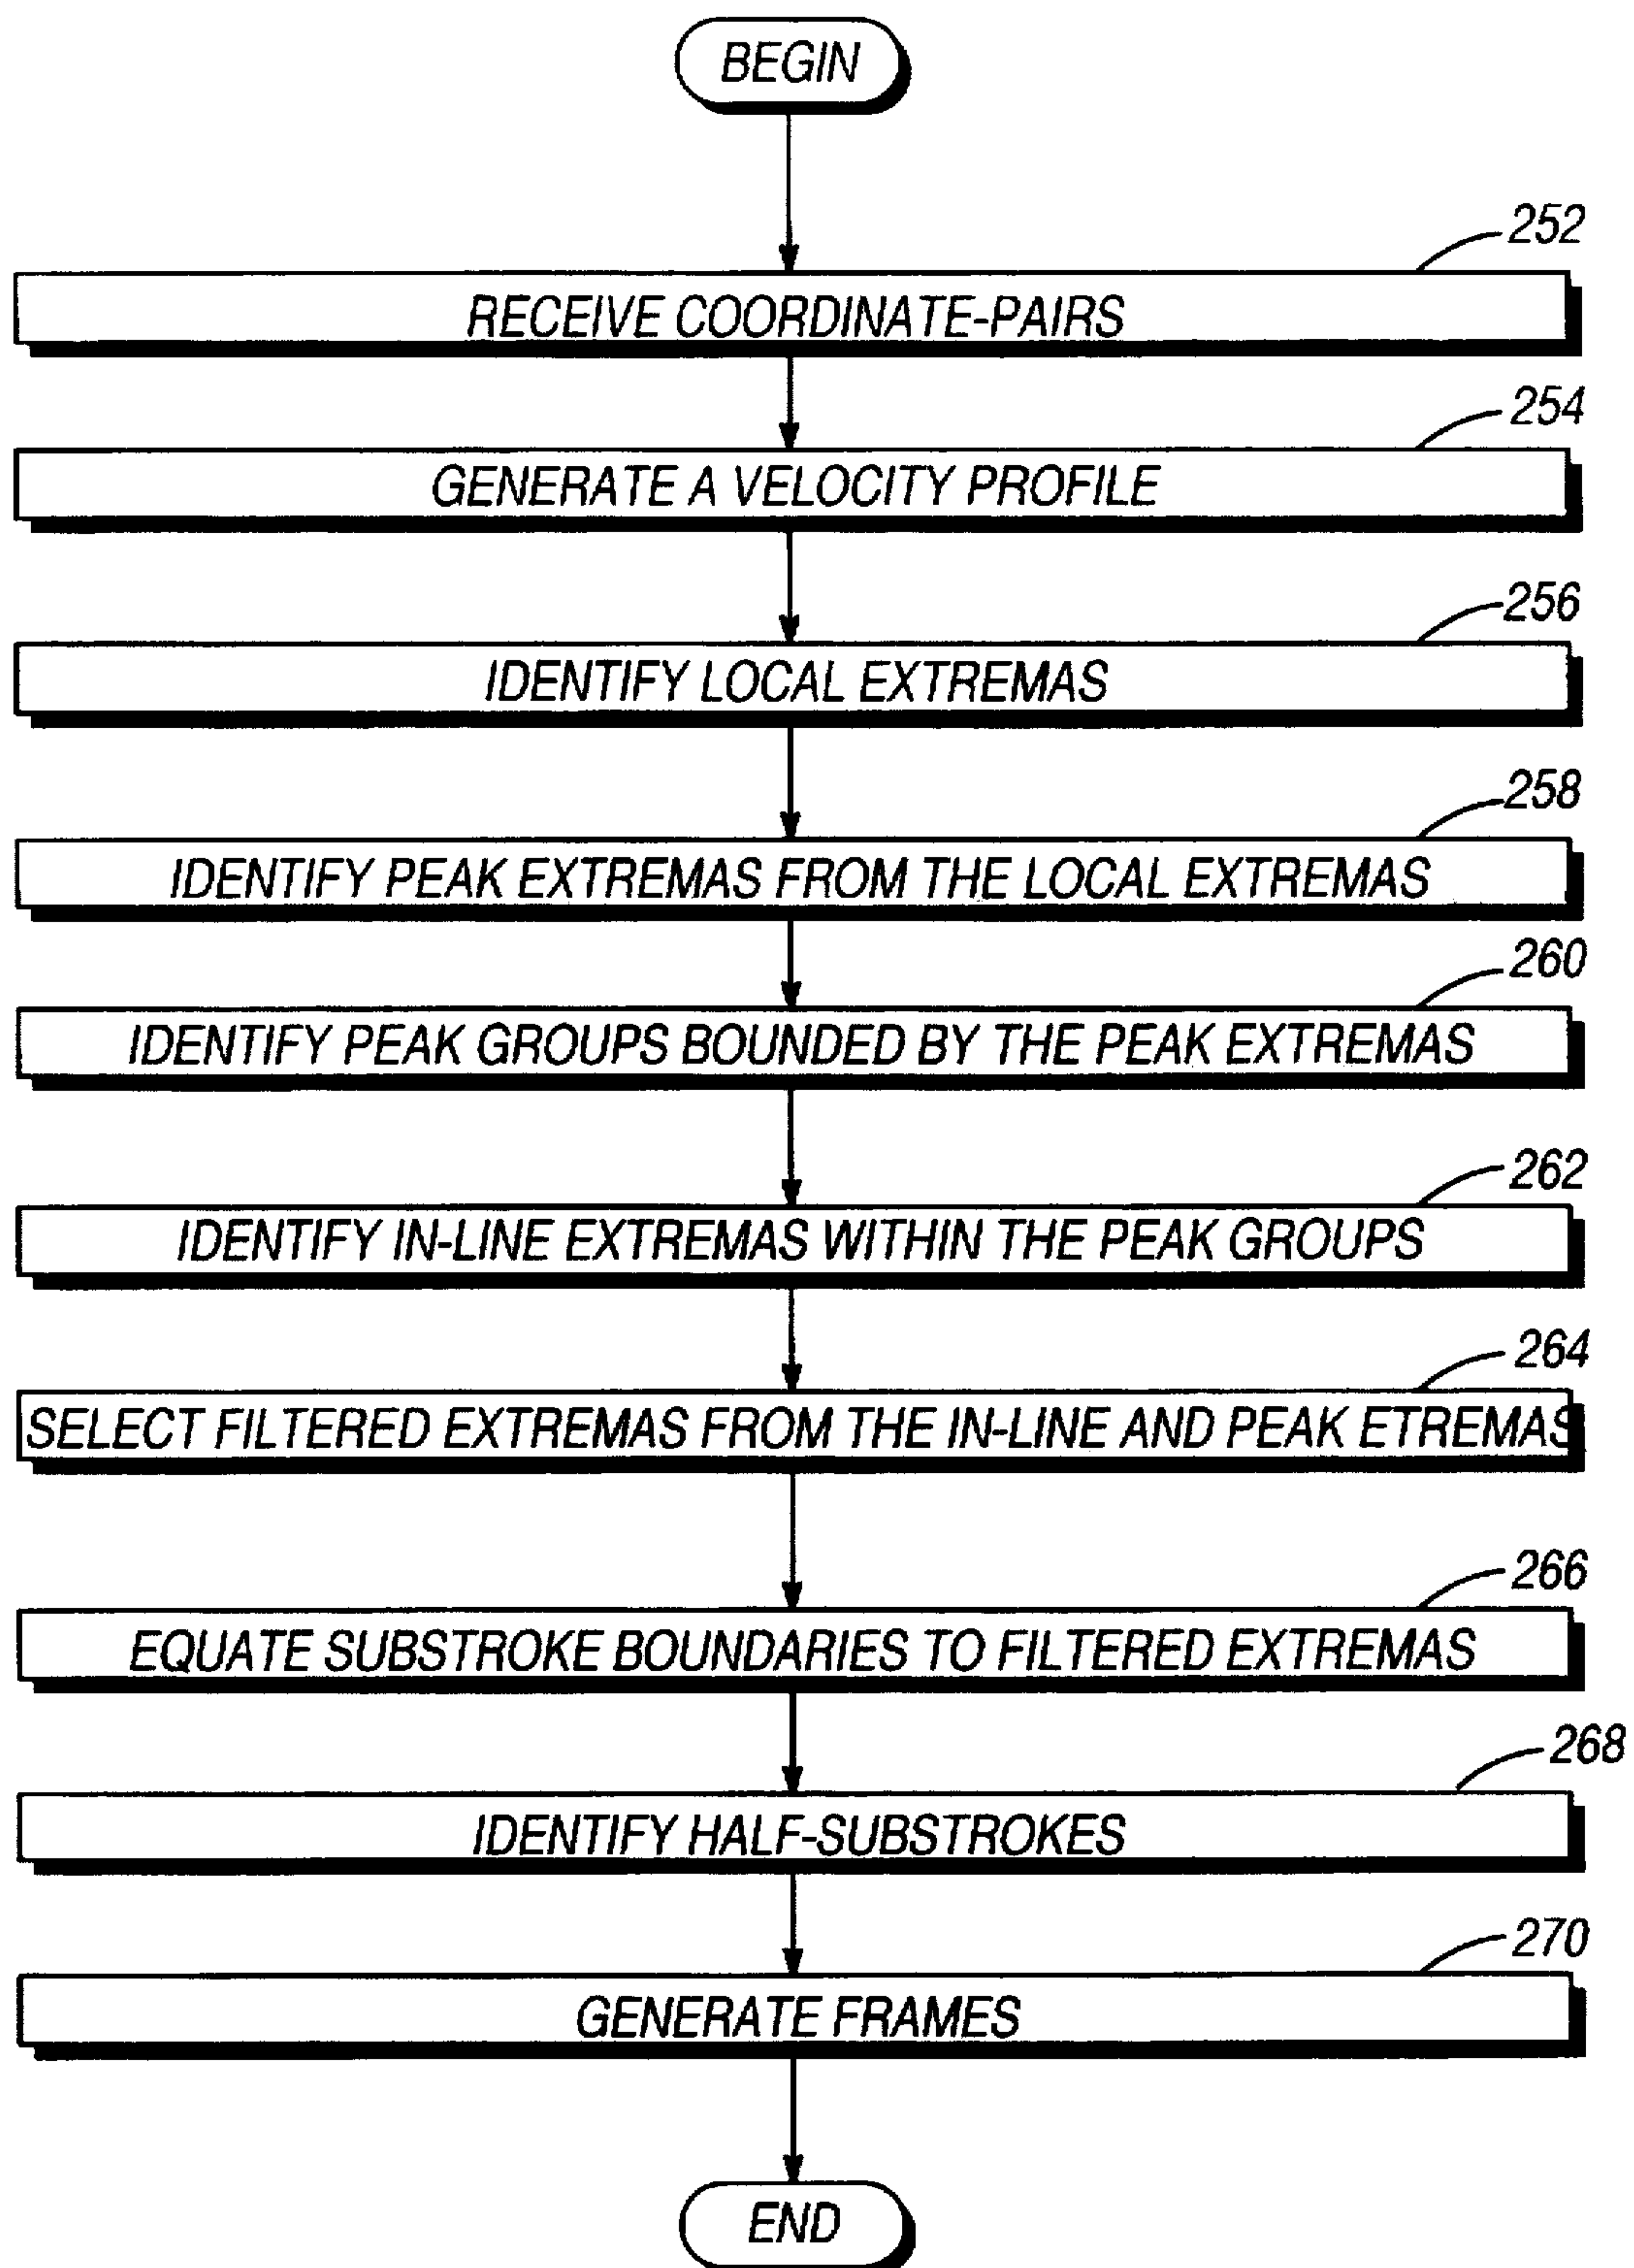 BEGIN
252
RECEIVE COORDINATE-PAIRS
254
GENERATE A VELOCITY PROFILE
256
IDENTIFY LOCAL EXTREMAS
258
IDENTIFY PEAK EXTREMAS FROM THE LOCAL EXTREMAS
260
IDENTIFY PEAK GROUPS BOUNDED BY THE PEAK EXTREMAS
262
IDENTIFY IN-LINE EXTREMAS WITHIN THE PEAK GROUPS
264
SELECT FILTERED EXTREMAS FROM THE IN-LINE AND PEAK ETREMAS
266
EQUATE SUBSTROKE BOUNDARIES TO FILTERED EXTREMAS
268
IDENTIFY HALF-SUBSTROKES
270
GENERATE FRAMES
END